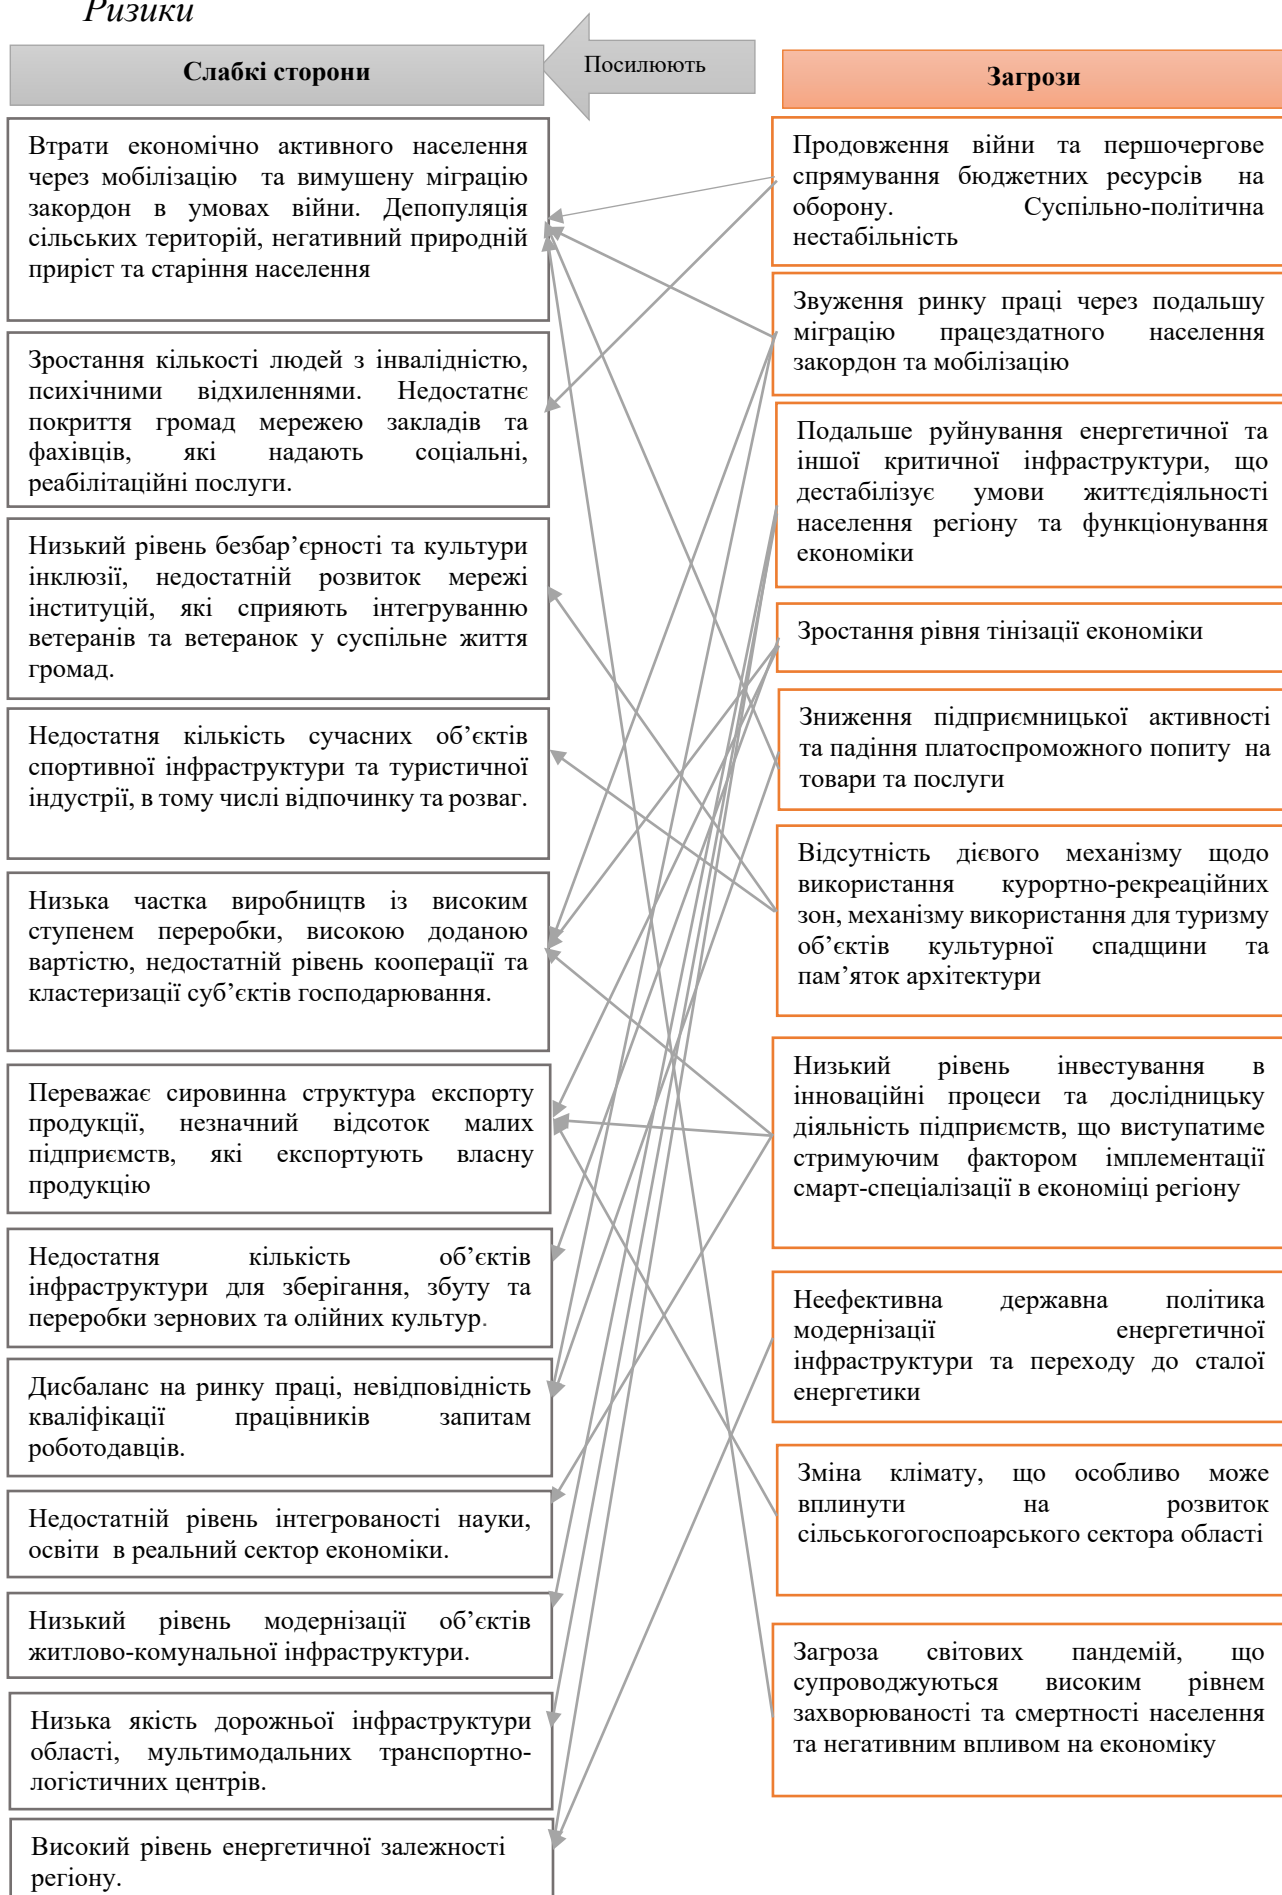 Ризики
Слабкі сторони
Посилюють
Загрози
Втрати економічно активного населення
через мобілізацію та вимушену міграцію
закордон в умовах війни. Депопуляція
сільських територій, негативний природній
приріст та старіння населення
Зростання кількості людей з інвалідністю,
психічними відхиленнями. Недостатнє
покриття громад мережею закладів та
фахівців, які надають соціальні,
реабілітаційні послуги.
Низький рівень безбар’єрності та культури
інклюзії, недостатній розвиток мережі
інституцій, які сприяють інтегруванню
ветеранів та ветеранок у суспільне життя
громад.
Недостатня кількість сучасних об’єктів
спортивної інфраструктури та туристичної
індустрії, в тому числі відпочинку та розваг.
Низька частка виробництв із високим
ступенем переробки, високою доданою
вартістю, недостатній рівень кооперації та
кластеризації суб’єктів господарювання.
Переважає сировинна структура експорту
продукції, незначний відсоток малих
підприємств, які експортують власну
продукцію
Недостатня кількість об’єктів
інфраструктури для зберігання, збуту та
переробки зернових та олійних культур.
Дисбаланс на ринку праці, невідповідність
кваліфікації працівників запитам
роботодавців.
Недостатній рівень інтегрованості науки,
освіти в реальний сектор економіки.
Низький рівень модернізації об’єктів
житлово-комунальної інфраструктури.
Низька якість дорожньої інфраструктури
області, мультимодальних транспортно-
логістичних центрів.
Високий рівень енергетичної залежності
регіону.
Продовження війни та першочергове
спрямування бюджетних ресурсів на
оборону. Суспільно-політична
нестабільність
Звуження ринку праці через подальшу
міграцію працездатного населення
закордон та мобілізацію
Подальше руйнування енергетичної та
іншої критичної інфраструктури, що
дестабілізує умови життєдіяльності
населення регіону та функціонування
економіки
Зростання рівня тінізації економіки
Зниження підприємницької активності
та падіння платоспроможного попиту на
товари та послуги
Відсутність дієвого механізму щодо
використання курортно-рекреаційних
зон, механізму використання для туризму
об’єктів культурної спадщини та
пам’яток архітектури
Низький рівень інвестування в
інноваційні процеси та дослідницьку
діяльність підприємств, що виступатиме
стримуючим фактором імплементації
смарт-спеціалізації в економіці регіону
Неефективна державна політика
модернізації енергетичної
інфраструктури та переходу до сталої
енергетики
Зміна клімату, що особливо може
вплинути на розвиток
сільськогогоспоарського сектора області
Загроза світових пандемій, що
супроводжуються високим рівнем
захворюваності та смертності населення
та негативним впливом на економіку